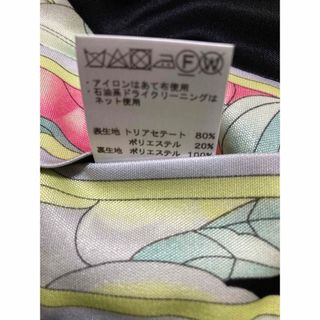 F W
・アイロンはあて布使用
・石油系ドライクリーニングは
ネット使用
表生地 トリアセテート 80%
ポリエステル 20%
裏生地 ポリエステル 100%